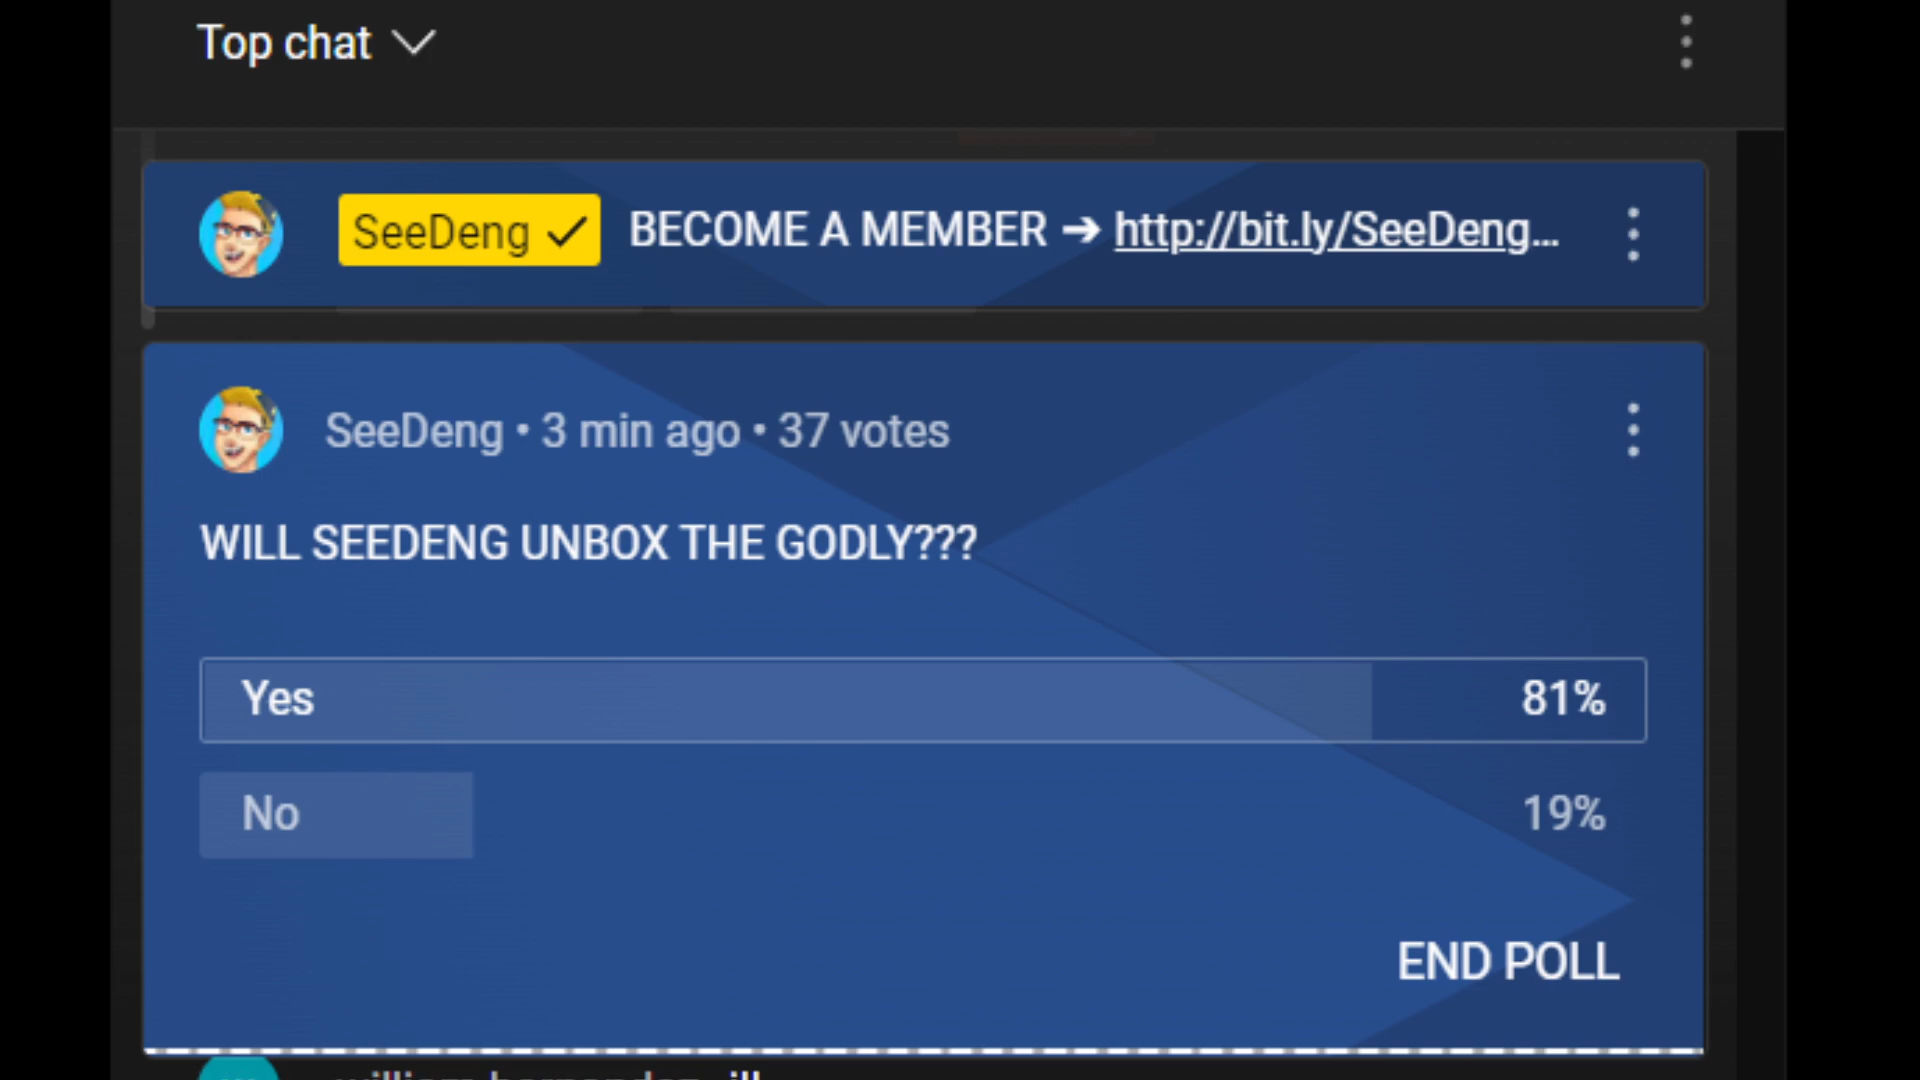 Top chat
SeeDeng BECOME A MEMBER ➔ http://bit.ly/SeeDeng...
SeeDeng • 3 min ago • 37 votes
WILL SEEDENG UNBOX THE GODLY???
Yes 81%
No 19%
END POLL